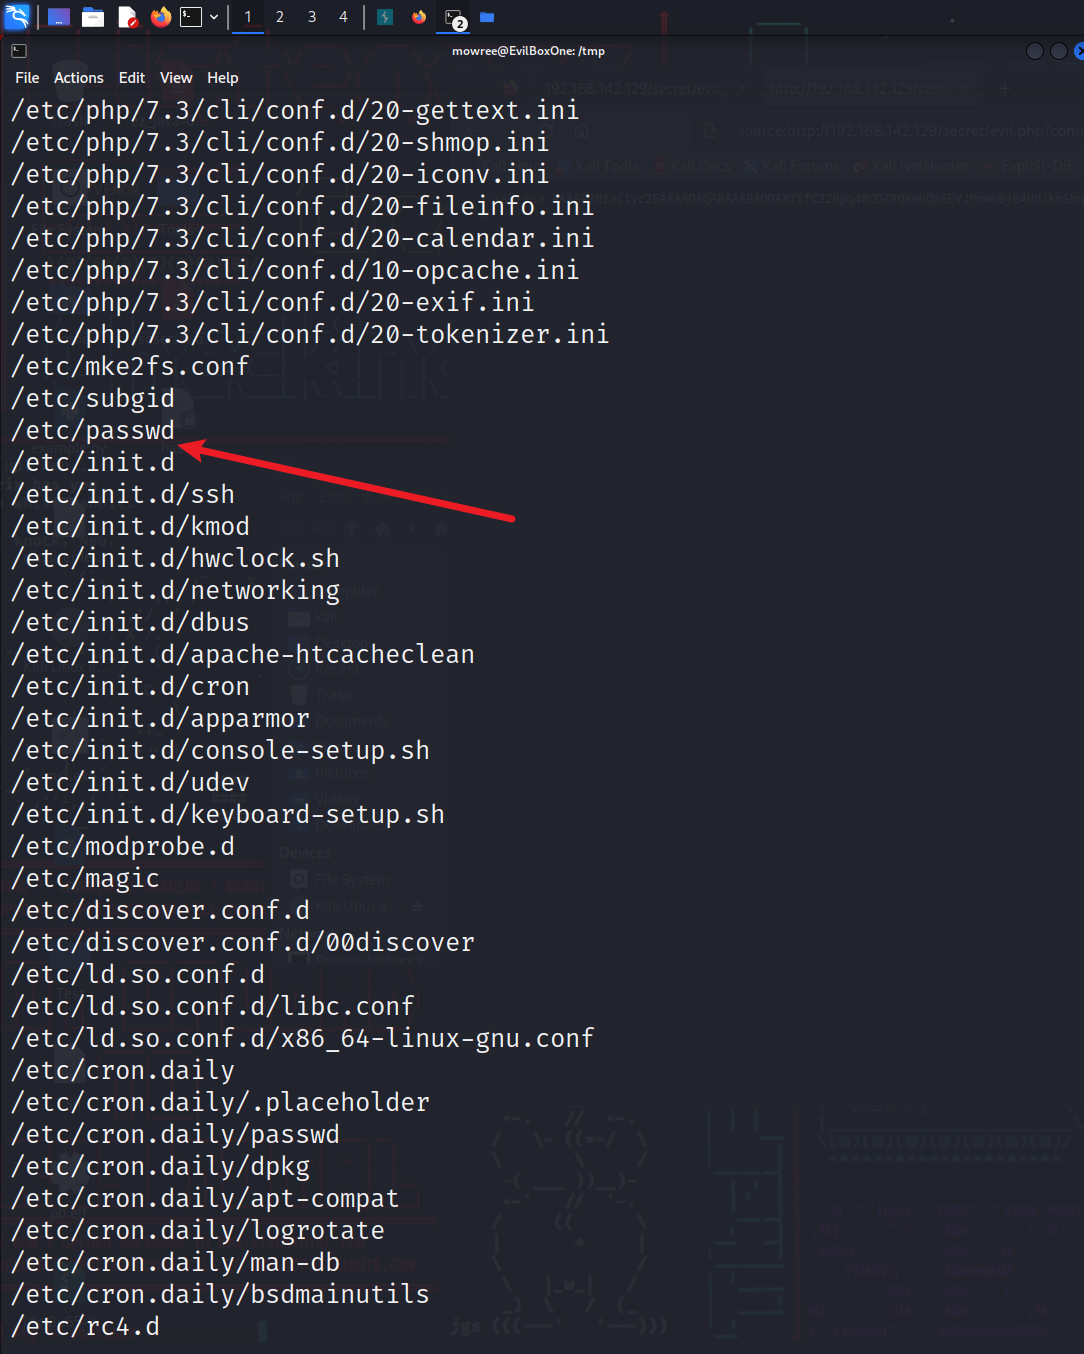 1 2 3 4
2
mowree@EvilBoxOne: /tmp
File Actions Edit View Help
/etc/php/7.3/cli/conf.d/20-gettext.ini
/etc/php/7.3/cli/conf.d/20-shmop.ini
/etc/php/7.3/cli/conf.d/20-iconv.ini
/etc/php/7.3/cli/conf.d/20-fileinfo.ini
/etc/php/7.3/cli/conf.d/20-calendar.ini
/etc/php/7.3/cli/conf.d/10-opcache.ini
/etc/php/7.3/cli/conf.d/20-exif.ini
/etc/php/7.3/cli/conf.d/20-tokenizer.ini
/etc/mke2fs.conf
/etc/subgid
/etc/passwd
/etc/init.d
/etc/init.d/ssh
/etc/init.d/kmod
/etc/init.d/hwclock.sh
/etc/init.d/networking
/etc/init.d/dbus
/etc/init.d/apache-htcacheclean
/etc/init.d/cron
/etc/init.d/apparmor
/etc/init.d/console-setup.sh
/etc/init.d/udev
/etc/init.d/keyboard-setup.sh
/etc/modprobe.d
/etc/magic
/etc/discover.conf.d
/etc/discover.conf.d/00discover
/etc/ld.so.conf.d
/etc/ld.so.conf.d/libc.conf
/etc/ld.so.conf.d/x86_64-linux-gnu.conf
/etc/cron.daily
/etc/cron.daily/.placeholder
/etc/cron.daily/passwd
/etc/cron.daily/dpkg
/etc/cron.daily/apt-compat
/etc/cron.daily/logrotate
/etc/cron.daily/man-db
/etc/cron.daily/bsdmainutils
/etc/rc4.d